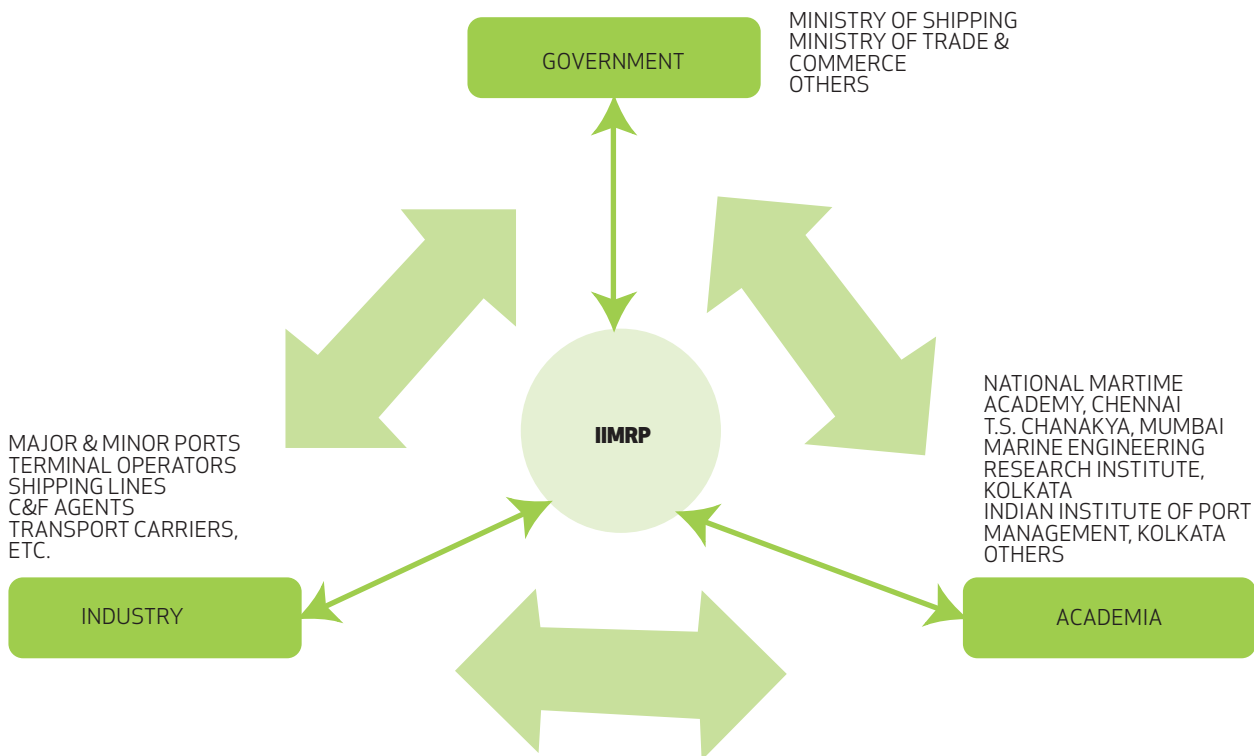 GOVERNMENT
MINISTRY OF SHIPPING
MINISTRY OF TRADE &
COMMERCE
OTHERS
IIMRP
MAJOR & MINOR PORTS
TERMINAL OPERATORS
SHIPPING LINES
C&F AGENTS
TRANSPORT CARRIERS,
ETC.
INDUSTRY
NATIONAL MARTIME
ACADEMY, CHENNAI
T.S. CHANAKYA, MUMBAI
MARINE ENGINEERING
RESEARCH INSTITUTE,
KOLKATA
INDIAN INSTITUTE OF PORT
MANAGEMENT, KOLKATA
OTHERS
ACADEMIA